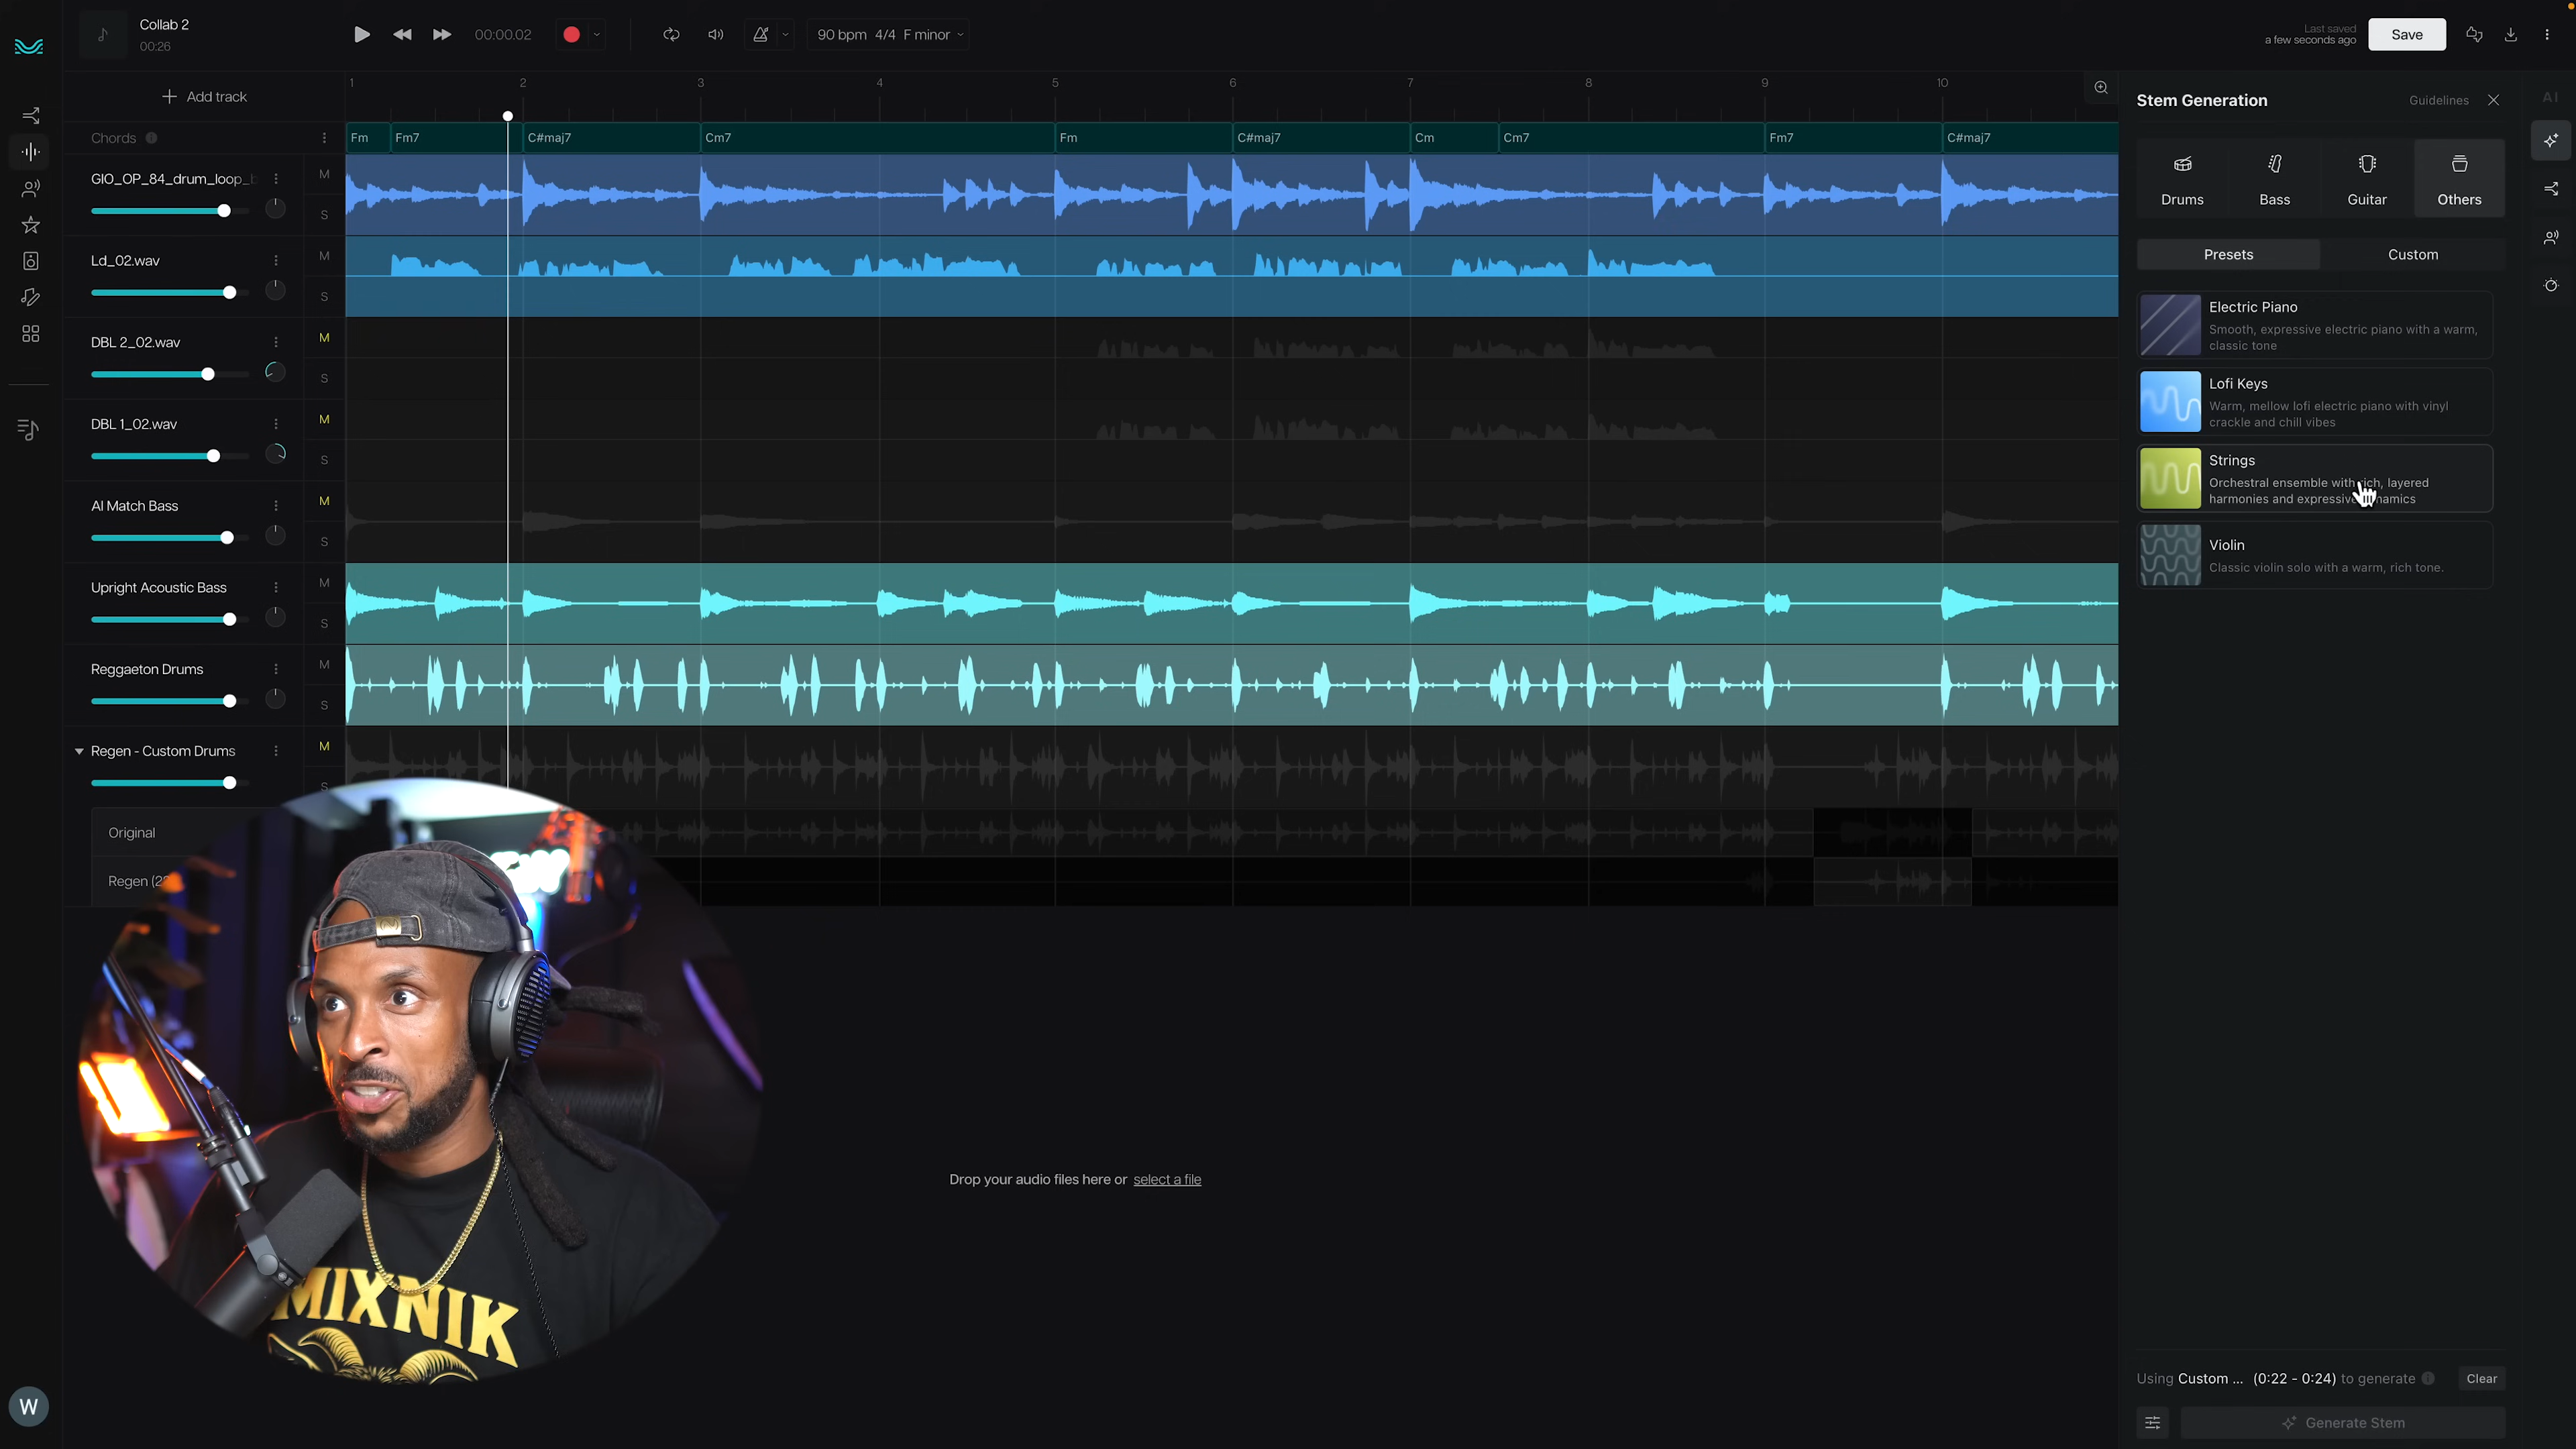 Collab 2
00:26
00:00.02
90 bpm 4/4 F minor
Last saved
a few seconds ago
Save
Add track
1 2 3 4 5 6 7 8 9 10
Chords
Fm Fm7 C#maj7 Cm7 Fm C#maj7 Cm Cm7 Fm7 C#maj7
GIO_OP_84_drum_loop_b
M
S
Ld_02.wav
M
S
DBL 2_02.wav
M
S
DBL 1_02.wav
M
S
AI Match Bass
M
S
Upright Acoustic Bass
M
S
Reggaeton Drums
M
S
Regen - Custom Drums
M
S
Original
Regen
MIXNIK
Drop your audio files here or select a file
W
Stem Generation
Guidelines
AI
Drums
Bass
Guitar
Others
Presets
Custom
Electric Piano
Smooth, expressive electric piano with a warm,
classic tone
Lofi Keys
Warm, mellow lofi electric piano with vinyl
crackle and chill vibes
Strings
Orchestral ensemble with rich, layered
harmonies and expressive
Violin
Classic violin solo with a warm, rich tone.
Using Custom ... (0:22 - 0:24) to generate
Clear
Generate Stem